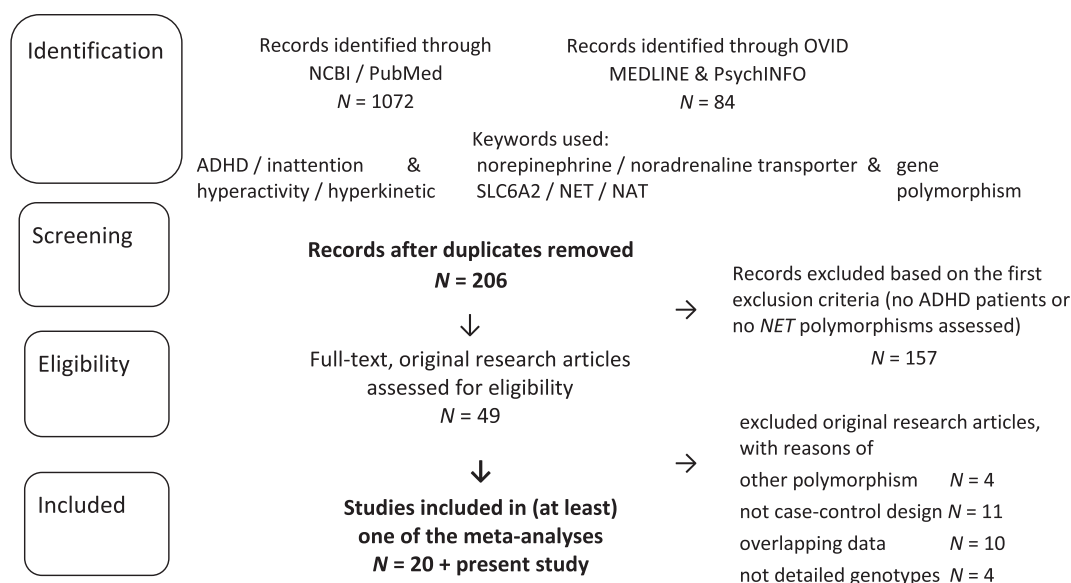 Identification
Records identified through
NCBI / PubMed
N = 1072
Records identified through OVID
MEDLINE & PsychINFO
N = 84
Keywords used:
ADHD / inattention & norepinephrine / noradrenaline transporter & gene
hyperactivity / hyperkinetic SLC6A2 / NET / NAT polymorphism
Screening
Records after duplicates removed
N = 206
→
Records excluded based on the first
exclusion criteria (no ADHD patients or
no NET polymorphisms assessed)
N = 157
↓
Eligibility
Full-text, original research articles
assessed for eligibility
N = 49
→
excluded original research articles,
with reasons of
other polymorphism N = 4
not case-control design N = 11
overlapping data N = 10
not detailed genotypes N = 4
↓
Included
Studies included in (at least)
one of the meta-analyses
N = 20 + present study